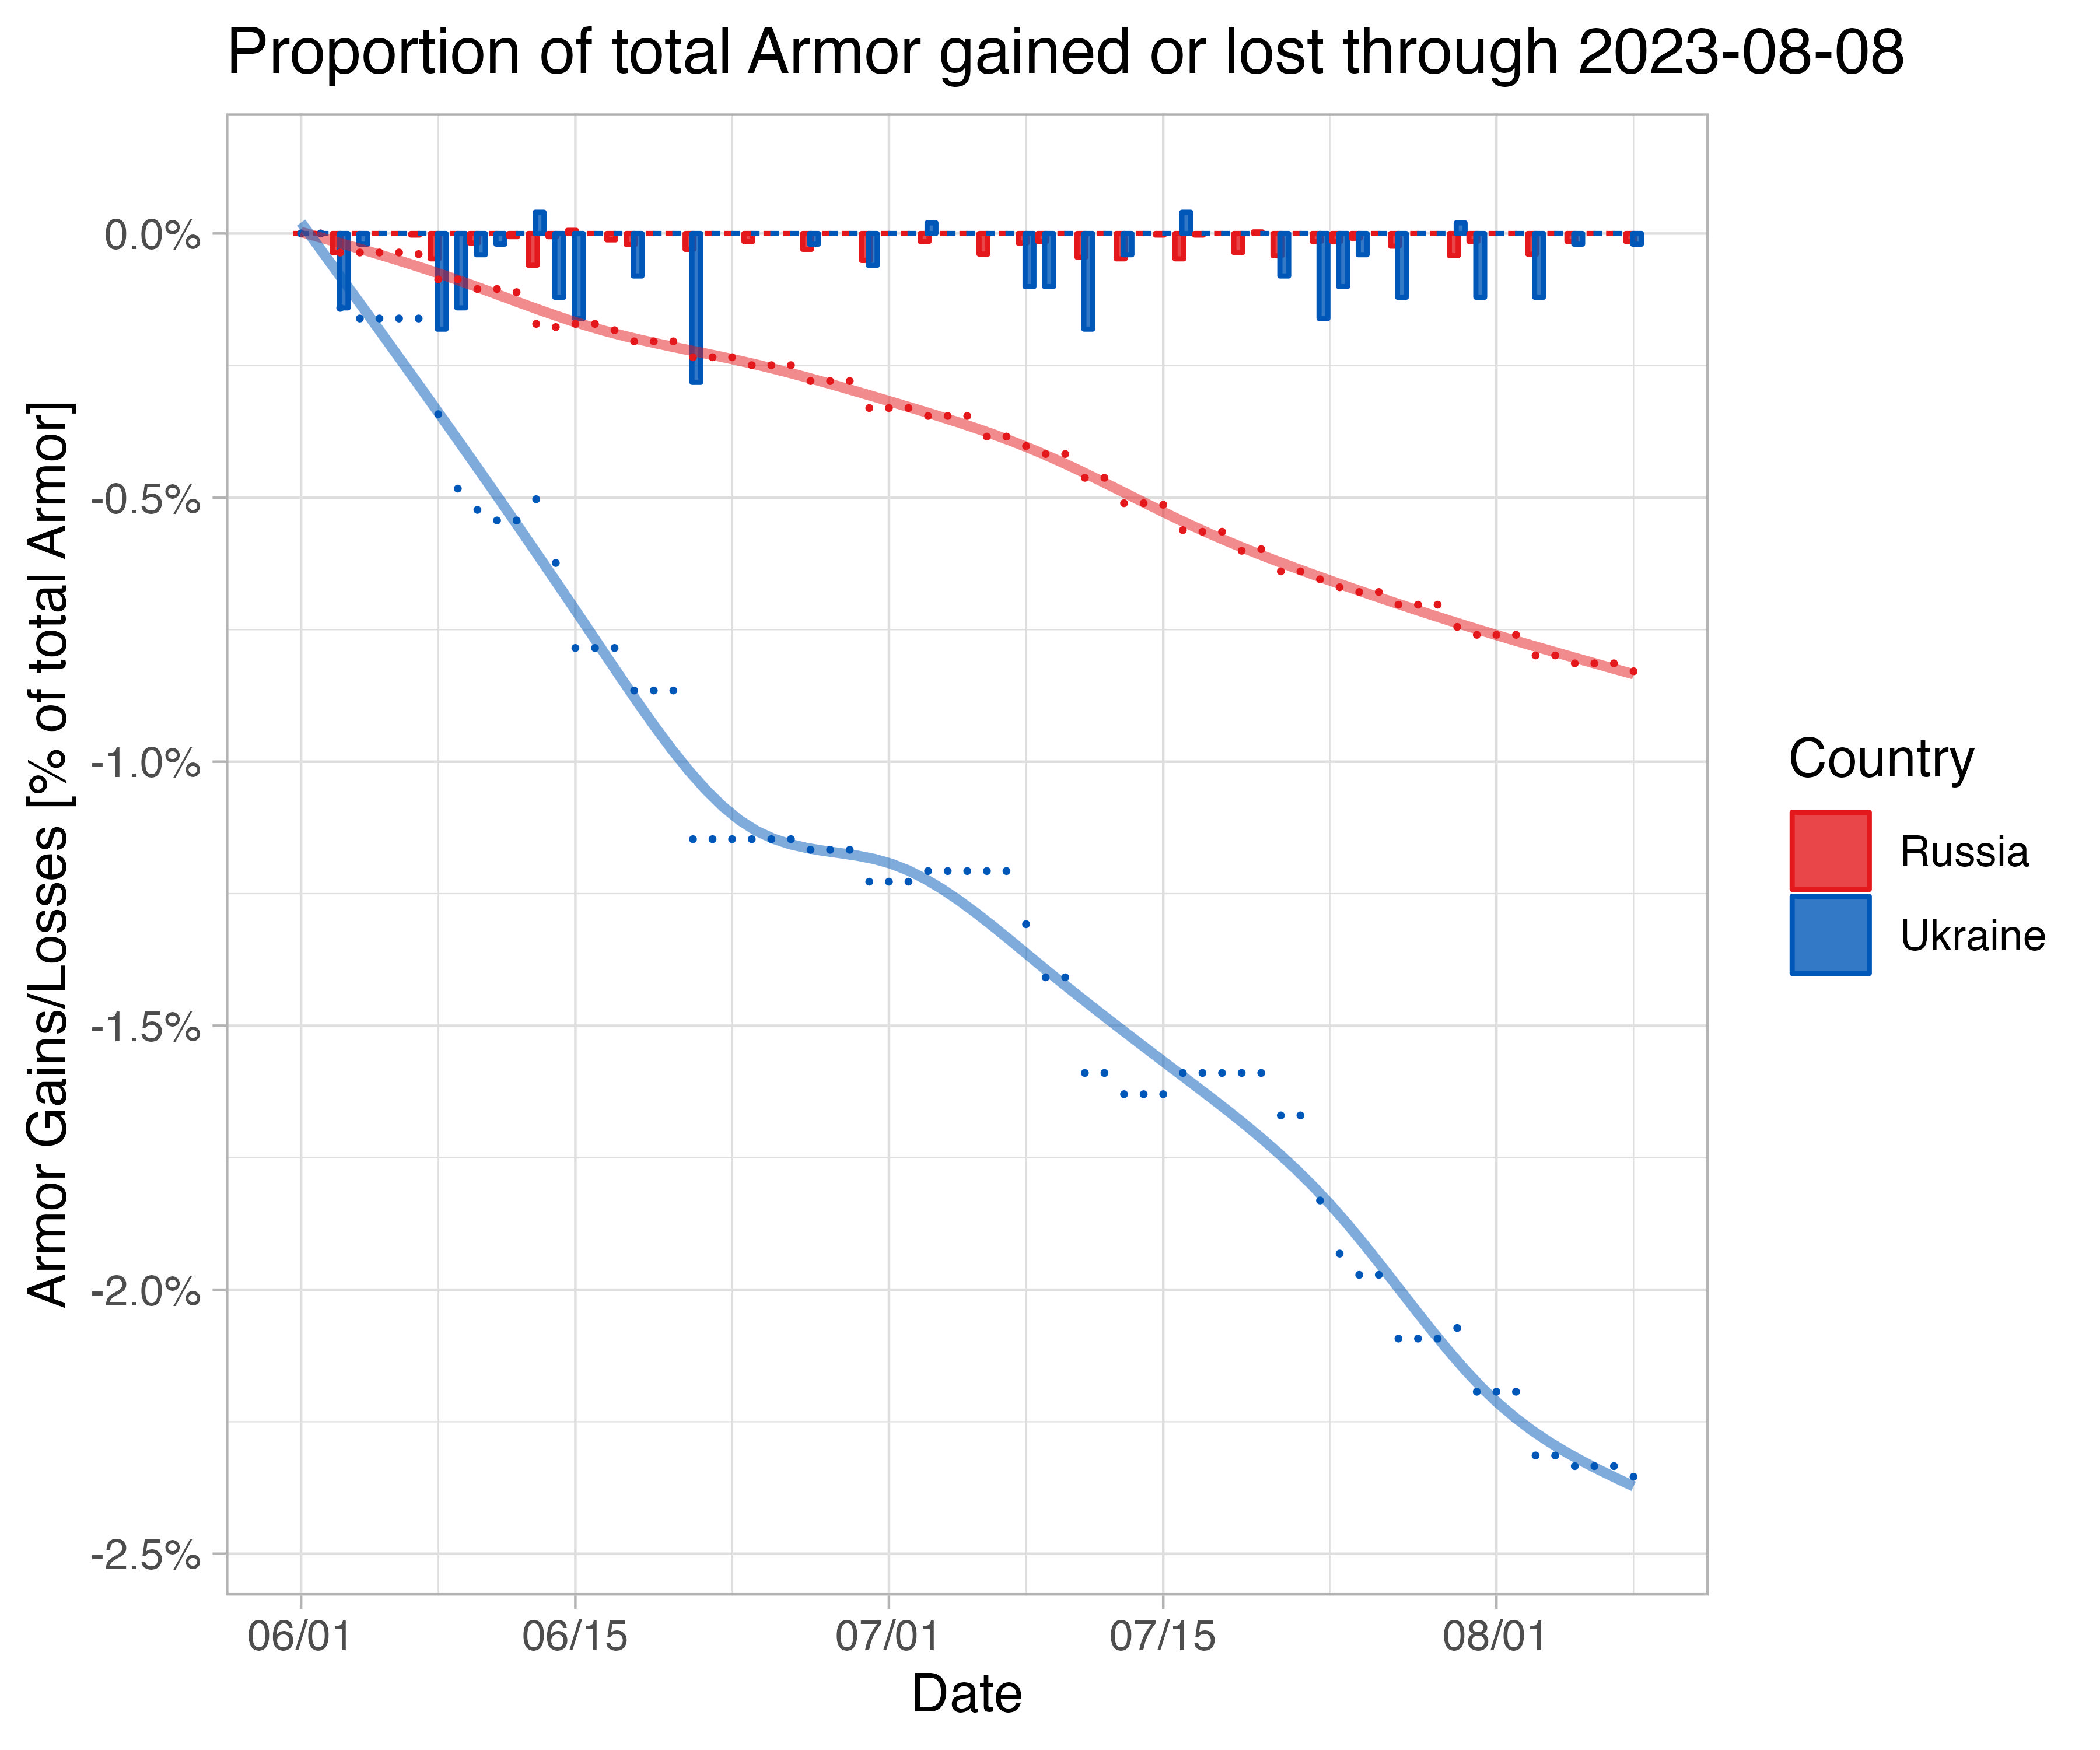 Proportion of total Armor gained or lost through 2023-08-08
Armor Gains/Losses [% of total Armor]
0.0%
-0.5%
-1.0%
-1.5%
-2.0%
-2.5%
06/01
06/15
07/01
07/15
08/01
Date
Country
Russia
Ukraine